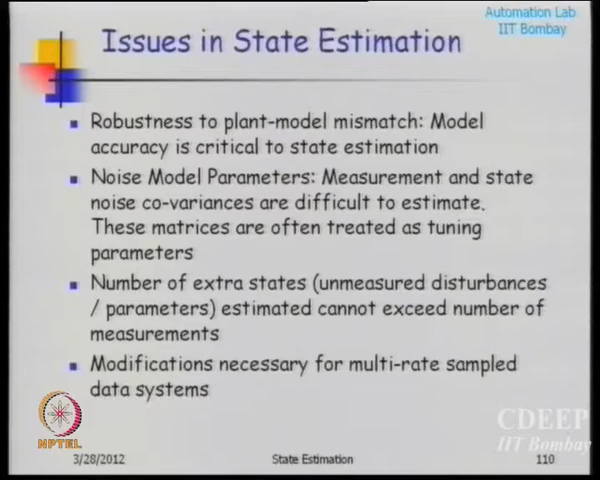 Automation Lab
IIT Bombay
Issues in State Estimation
Robustness to plant-model mismatch: Model
accuracy is critical to state estimation
Noise Model Parameters: Measurement and state
noise co-variances are difficult to estimate.
These matrices are often treated as tuning
parameters
Number of extra states (unmeasured disturbances
/ parameters) estimated cannot exceed number of
measurements
Modifications necessary for multi-rate sampled
data systems
NPTEL
CDEEP
IIT Bombay
3/28/2012
State Estimation
110